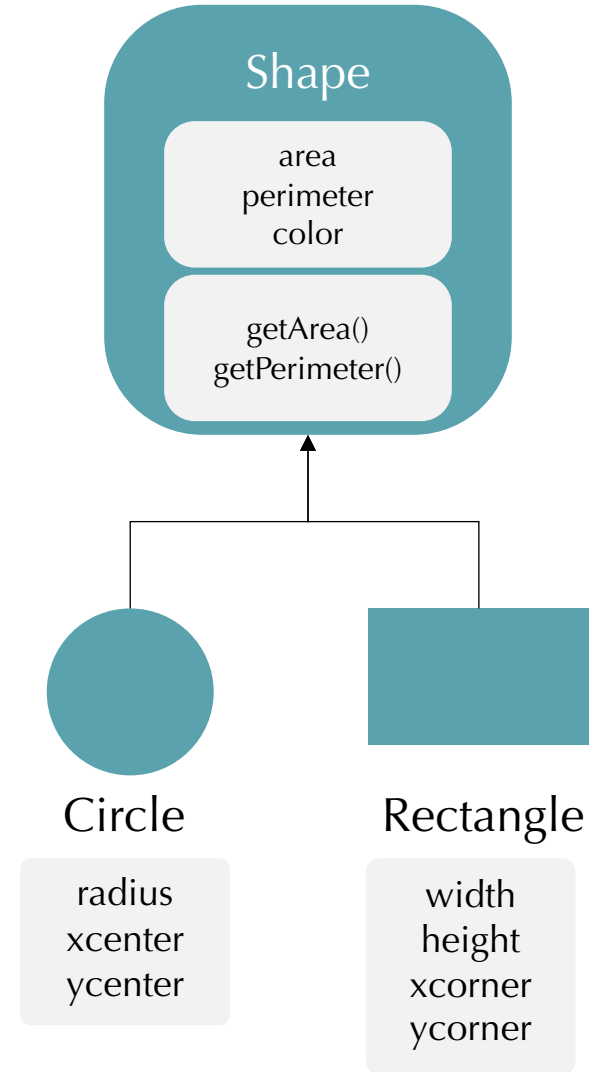 Shape
area
perimeter
color
getArea()
getPerimeter()
Circle
radius
xcenter
ycenter
Rectangle
width
height
xcorner
ycorner